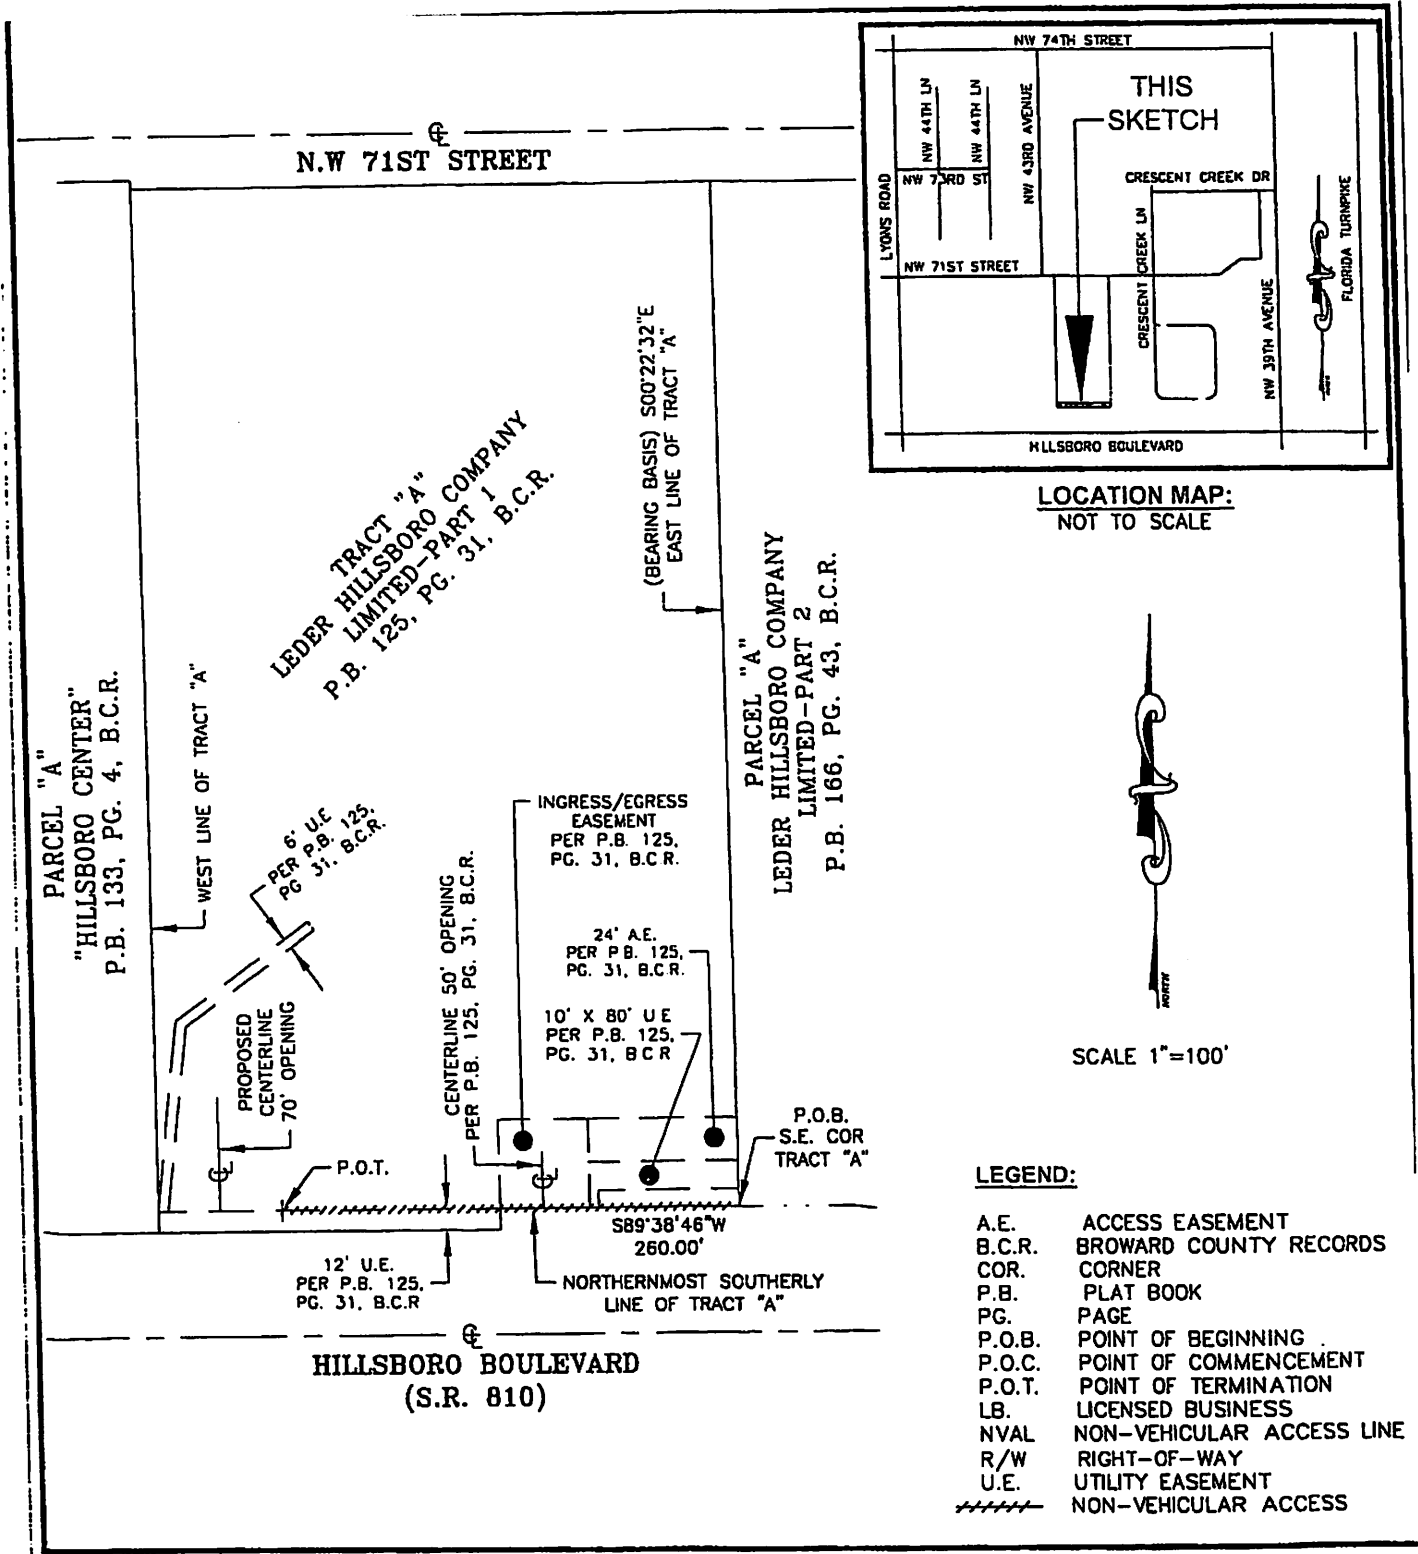 NW 74TH STREET
THIS
SKETCH
NW 44TH LN
NW 44TH LN
NW 43RD AVENUE
NW 73RD ST
LYONS ROAD
NW 71ST STREET
CRESCENT CREEK DR
CRESCENT CREEK LN
NW 39TH AVENUE
FLORIDA TURNPIKE
HLLSBORO BOULEVARD
LOCATION MAP:
NOT TO SCALE
N.W 71ST STREET
(BEARING BASIS) S00°22'32"E
EAST LINE OF TRACT "A"
TRACT "A"
LEDER HILLSBORO COMPANY
LIMITED-PART 1
P.B. 125, PG. 31, B.C.R.
PARCEL "A"
LEDER HILLSBORO COMPANY
LIMITED-PART 2
P.B. 166, PG. 43, B.C.R.
PARCEL "A"
"HILLSBORO CENTER"
P.B. 133, PG. 4, B.C.R.
WEST LINE OF TRACT "A"
6' U.E
PER P.B. 125,
PG 31, B.C.R.
INGRESS/EGRESS
EASEMENT
PER P.B. 125,
PG. 31, B.C.R.
CENTERLINE 50' OPENING
PER P.B. 125, PG. 31, B.C.R.
24' A.E.
PER P B. 125,
PG. 31, B.C.R.
10' X 80' U E
PER P.B. 125,
PG. 31, B C R
PROPOSED
CENTERLINE
70' OPENING
P.O.T.
P.O.B.
S.E. COR
TRACT "A"
S89°38'46"W
260.00'
12' U.E.
PER P.B. 125,
PG. 31, B.C.R
NORTHERNMOST SOUTHERLY
LINE OF TRACT "A"
HILLSBORO BOULEVARD
(S.R. 810)
NORTH
SCALE 1"=100'
LEGEND:
A.E. ACCESS EASEMENT
B.C.R. BROWARD COUNTY RECORDS
COR. CORNER
P.B. PLAT BOOK
PG. PAGE
P.O.B. POINT OF BEGINNING
P.O.C. POINT OF COMMENCEMENT
P.O.T. POINT OF TERMINATION
LB. LICENSED BUSINESS
NVAL NON-VEHICULAR ACCESS LINE
R/W RIGHT-OF-WAY
U.E. UTILITY EASEMENT
NON-VEHICULAR ACCESS